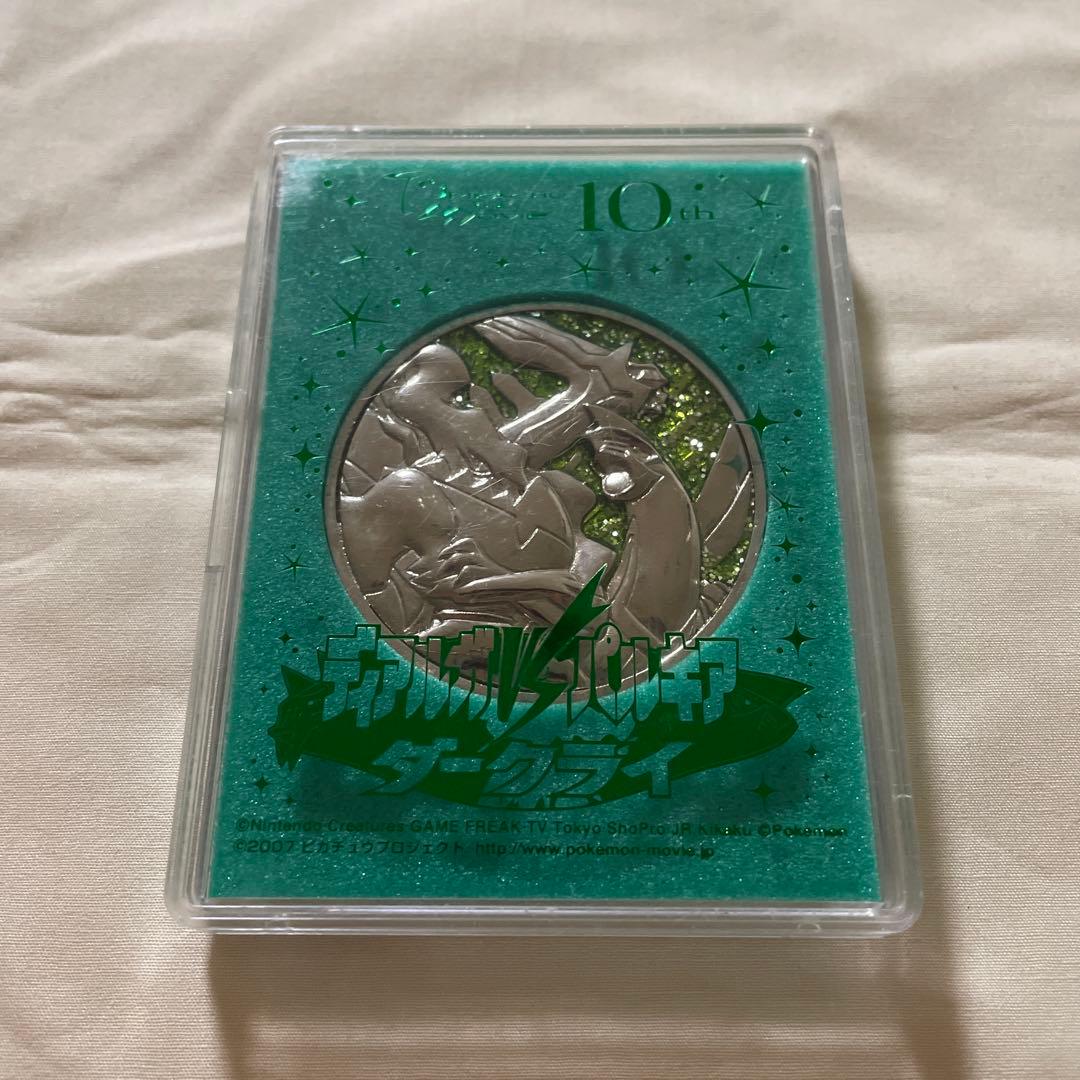 10th
ディアルガVSパルキア
ダークライ
©Nintendo Creatures GAME FREAK TV Tokyo ShoPro JR Kikaku ©Pokemon
©2007 ピカチュウプロジェクト http://www.pokemon-movie.jp